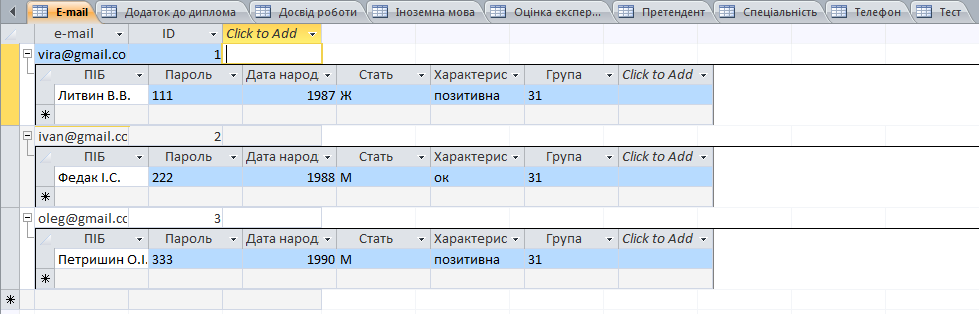 E-mail Додаток до диплома Досвід роботи Іноземна мова Оцінка експер... Претендент Спеціальність Телефон Тест
e-mail ID Click to Add
vira@gmail.co 1
ПІБ Пароль Дата народ Стать Характерис Група Click to Add
Литвин В.В. 111 1987 Ж позитивна 31
ivan@gmail.cc 2
ПІБ Пароль Дата народ Стать Характерис Група Click to Add
Федак І.С. 222 1988 М ок 31
oleg@gmail.cc 3
ПІБ Пароль Дата народ Стать Характерис Група Click to Add
Петришин О.І. 333 1990 М позитивна 31